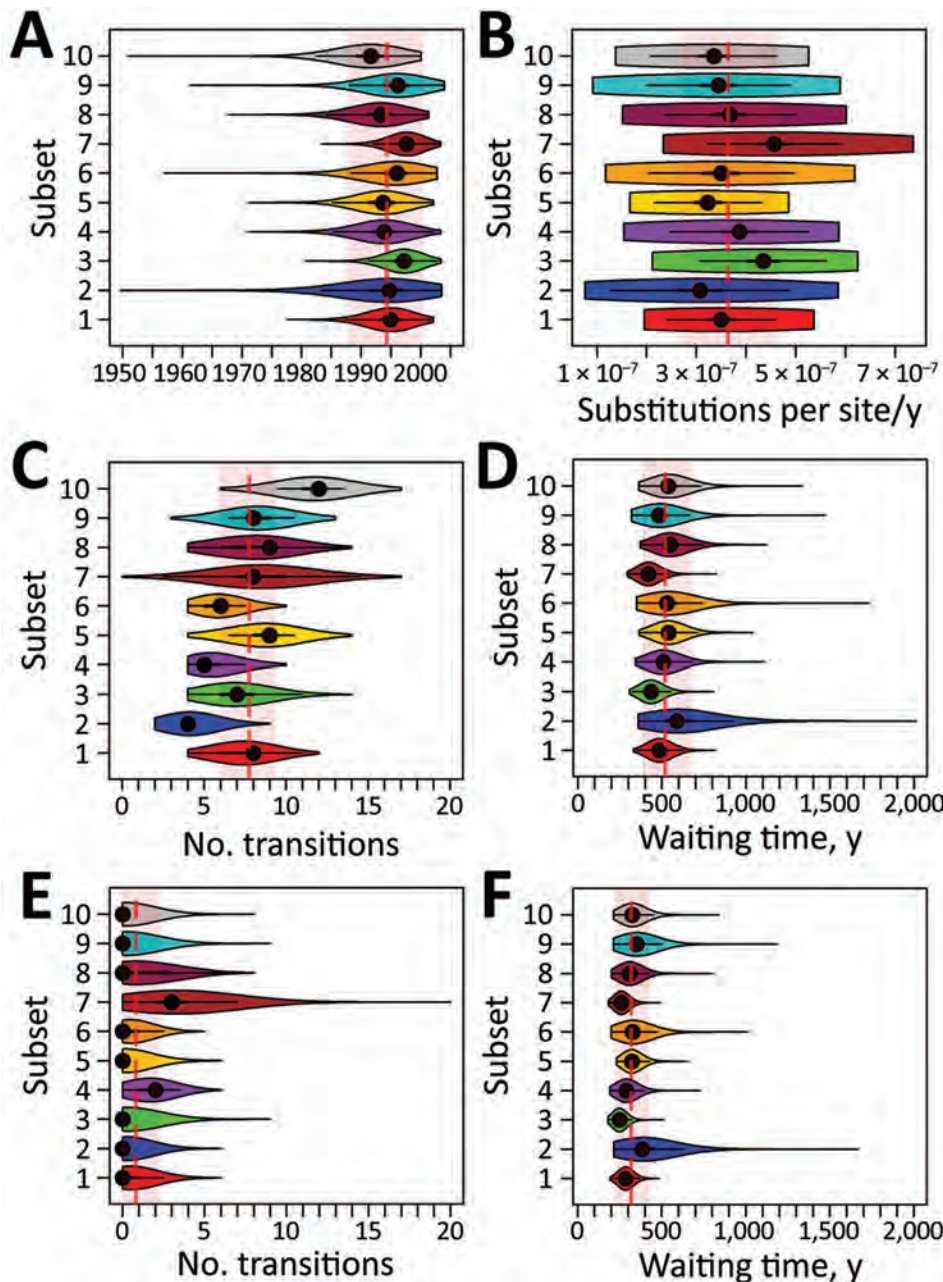 A
Subset
10
9
8
7
6
5
4
3
2
1
1950 1960 1970 1980 1990 2000
B
Subset
10
9
8
7
6
5
4
3
2
1
1 × 10⁻⁷ 3 × 10⁻⁷ 5 × 10⁻⁷ 7 × 10⁻⁷
Substitutions per site/y
C
Subset
10
9
8
7
6
5
4
3
2
1
0 5 10 15 20
No. transitions
D
Subset
10
9
8
7
6
5
4
3
2
1
0 500 1,000 1,500 2,000
Waiting time, y
E
Subset
10
9
8
7
6
5
4
3
2
1
0 5 10 15 20
No. transitions
F
Subset
10
9
8
7
6
5
4
3
2
1
0 500 1,000 1,500 2,000
Waiting time, y